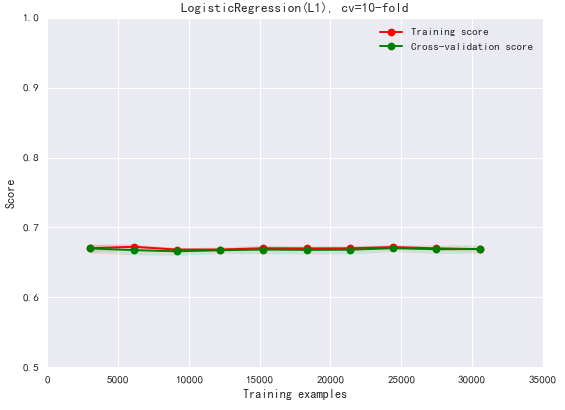 LogisticRegression(L1), cv=10-fold
Training score
Cross-validation score
1.0
0.9
0.8
0.7
0.6
0.5
Score
0 5000 10000 15000 20000 25000 30000 35000
Training examples